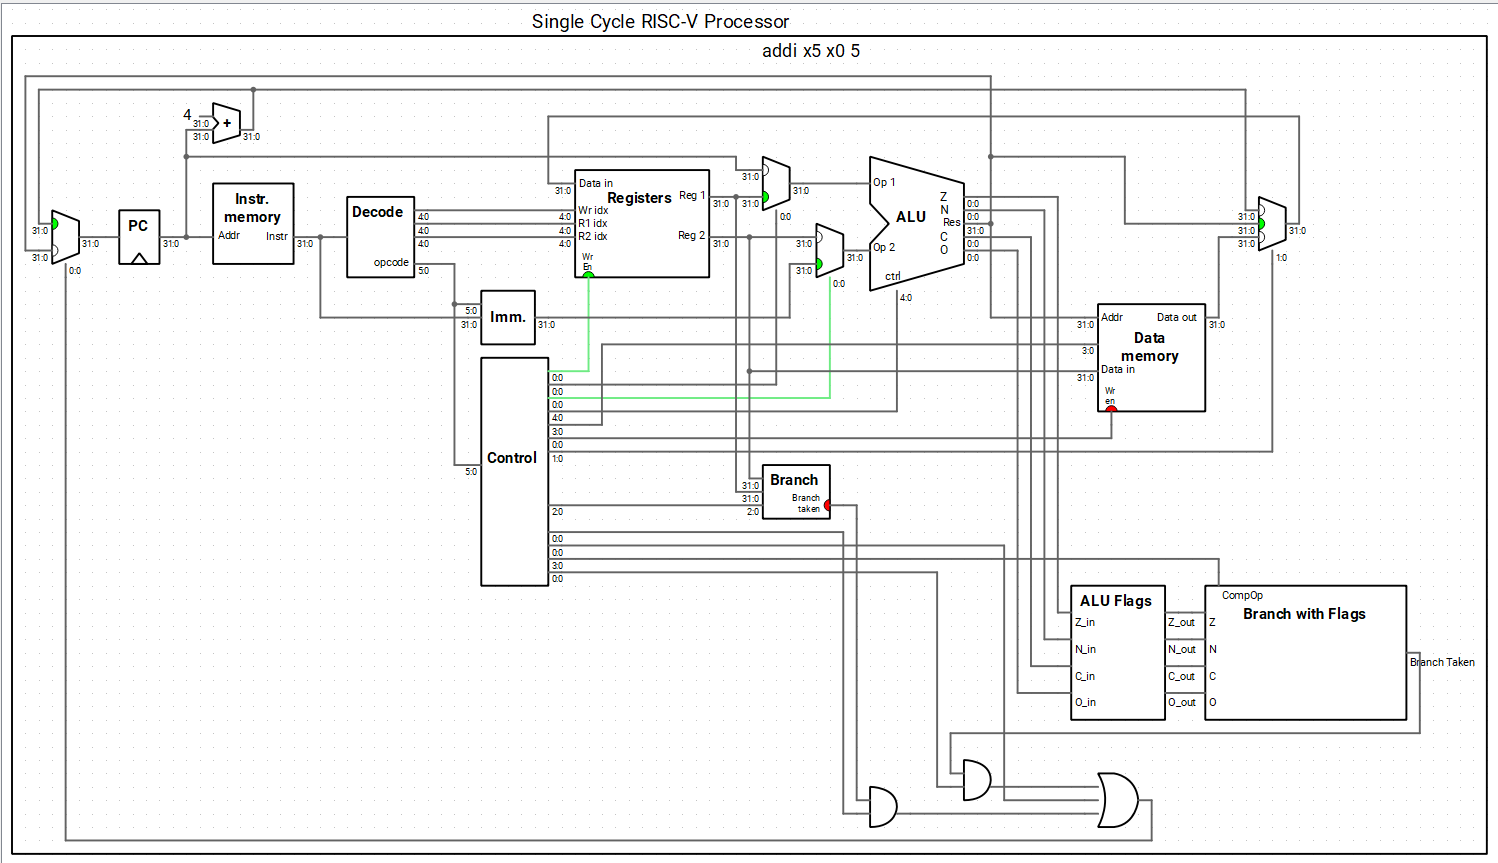 Single Cycle RISC-V Processor
addi x5 x0 5
4
31:0
31:0
+
31:0
31:0
31:0
31:0
0:0
PC
31:0
Instr.
memory
Addr
Instr
31:0
Decode
opcode
4:0
4:0
4:0
5:0
31:0
4:0
4:0
4:0
Data in
Registers
Wr idx
R1 idx
R2 idx
Wr
En
Reg 1
Reg 2
31:0
31:0
31:0
31:0
31:0
0:0
31:0
31:0
31:0
0:0
Op 1
Op 2
ALU
ctrl
4:0
Z
N
Res
C
O
0:0
0:0
31:0
0:0
0:0
31:0
31:0
31:0
31:0
1:0
5:0
31:0
Imm.
31:0
31:0
3:0
31:0
Addr
Data out
Data
memory
Data in
Wr
en
31:0
5:0
Control
0:0
0:0
0:0
4:0
3:0
0:0
1:0
2:0
0:0
0:0
3:0
0:0
31:0
31:0
2:0
Branch
Branch
taken
ALU Flags
Z_in
N_in
C_in
O_in
Z_out
N_out
C_out
O_out
CompOp
Branch with Flags
Z
N
C
O
Branch Taken